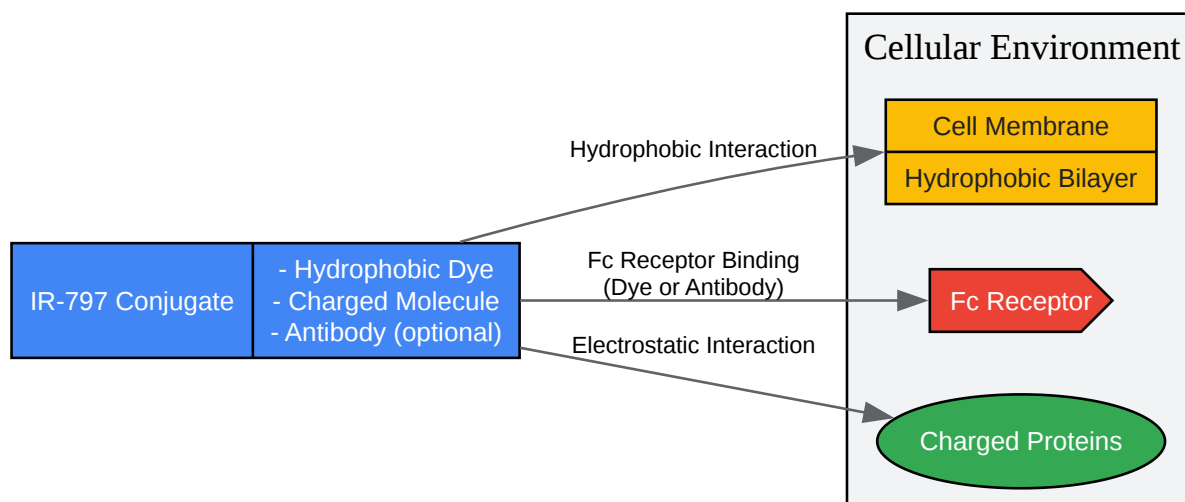 Cellular Environment
Cell Membrane
Hydrophobic Bilayer
Hydrophobic Interaction
IR-797 Conjugate
- Hydrophobic Dye
- Charged Molecule
- Antibody (optional)
Fc Receptor Binding
(Dye or Antibody)
Fc Receptor
Electrostatic Interaction
Charged Proteins